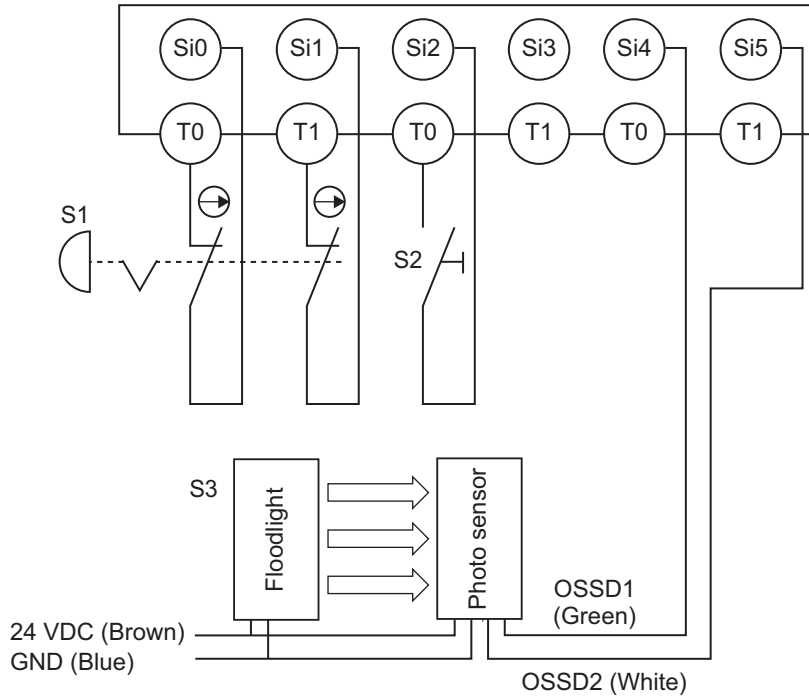 Si0 Si1 Si2 Si3 Si4 Si5
T0 T1 T0 T1 T0 T1
S1
S2
S3
Floodlight
Photo sensor
OSSD1
(Green)
24 VDC (Brown)
GND (Blue)
OSSD2 (White)